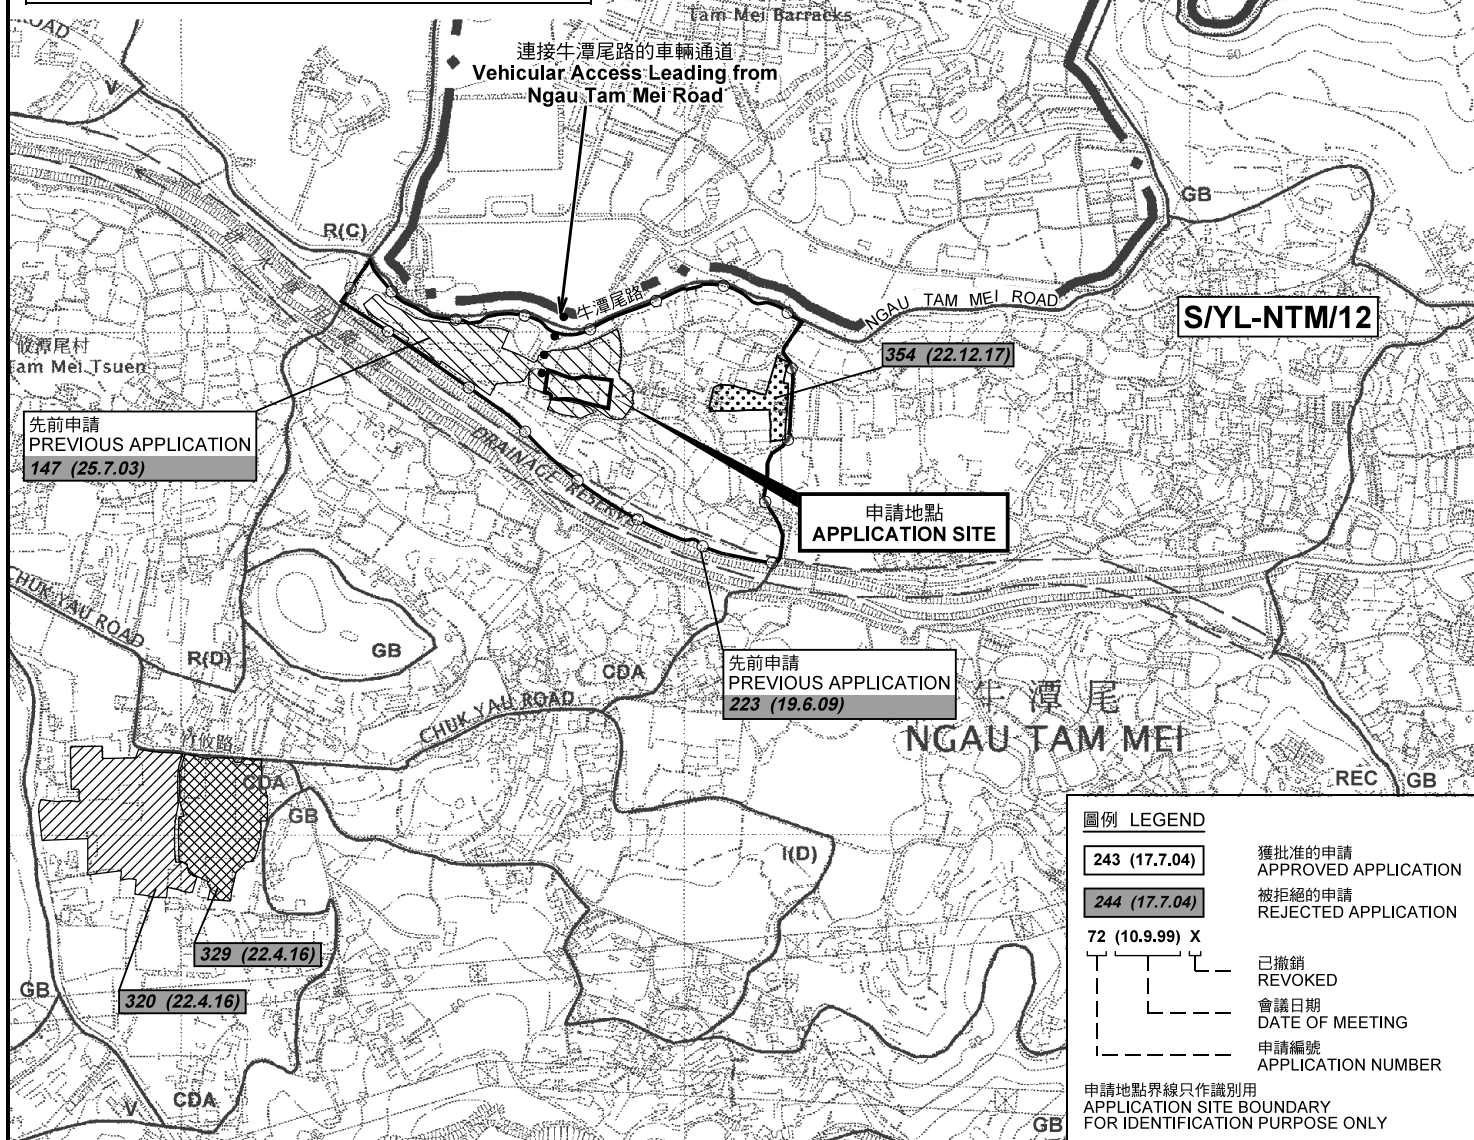 Tam Mei Barracks
ROAD
連接牛潭尾路的車輛通道
Vehicular Access Leading from
Ngau Tam Mei Road
V
GB
R(C)
牛潭尾路
NGAU TAM MEI ROAD
S/YL-NTM/12
攸潭尾村
Tam Mei Tsuen
354 (22.12.17)
先前申請
PREVIOUS APPLICATION
147 (25.7.03)
DRAINAGE RESERVE
申請地點
APPLICATION SITE
CHUK YAU ROAD
R(D)
GB
CDA
先前申請
PREVIOUS APPLICATION
223 (19.6.09)
牛潭尾
NGAU TAM MEI
CHUK YAU ROAD
竹攸路
CDA
GB
REC
GB
I(D)
329 (22.4.16)
320 (22.4.16)
GB
V
CDA
GB
50
圖例 LEGEND
243 (17.7.04)
獲批准的申請
APPROVED APPLICATION
244 (17.7.04)
被拒絕的申請
REJECTED APPLICATION
72 (10.9.99) X
已撤銷
REVOKED
會議日期
DATE OF MEETING
申請編號
APPLICATION NUMBER
申請地點界線只作識別用
APPLICATION SITE BOUNDARY
FOR IDENTIFICATION PURPOSE ONLY